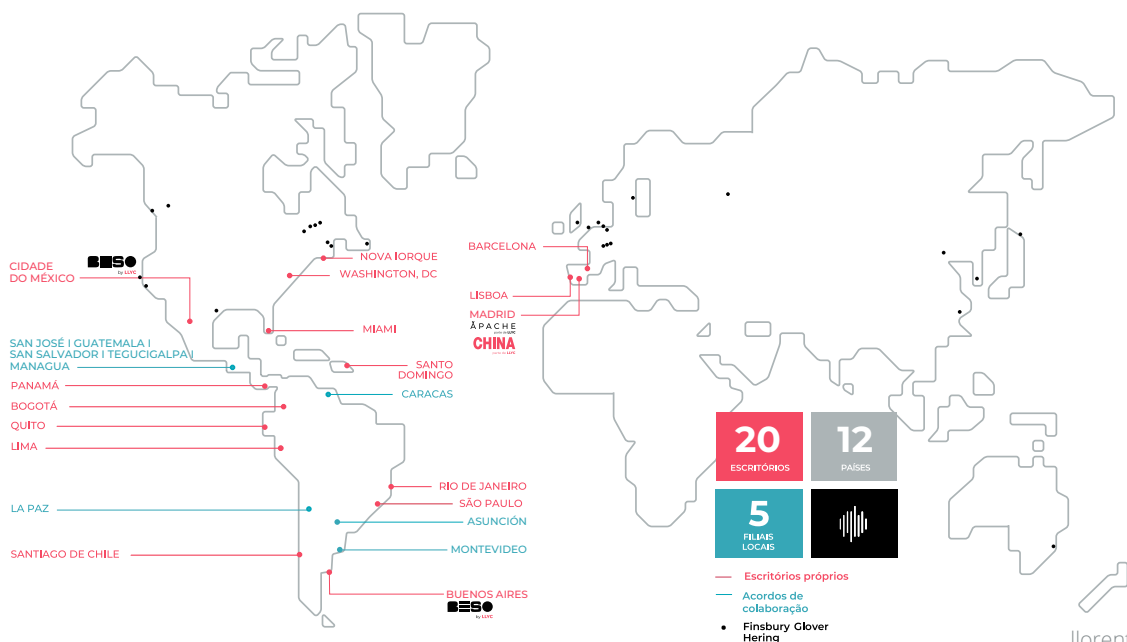 BESO
by LLYC
CIDADE
DO MÉXICO
NOVA IORQUE
WASHINGTON, DC
MIAMI
SAN JOSÉ I GUATEMALA I
SAN SALVADOR I TEGUCIGALPA I
MANAGUA
SANTO
DOMINGO
PANAMÁ
CARACAS
BOGOTÁ
QUITO
LIMA
RIO DE JANEIRO
SÃO PAULO
LA PAZ
ASUNCIÓN
MONTEVIDEO
SANTIAGO DE CHILE
BUENOS AIRES
BESO
by LLYC
BARCELONA
LISBOA
MADRID
APACHE
CHINA
20
ESCRITÓRIOS
12
PAÍSES
5
FILIAIS
LOCAIS
Escritórios próprios
Acordos de
colaboração
Finsbury Glover
Hering